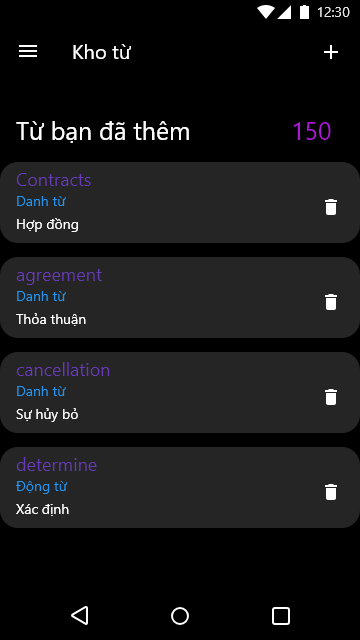 12:30
Kho từ
Từ bạn đã thêm 150
Contracts
Danh từ
Hợp đồng
agreement
Danh từ
Thỏa thuận
cancellation
Danh từ
Sự hủy bỏ
determine
Động từ
Xác định